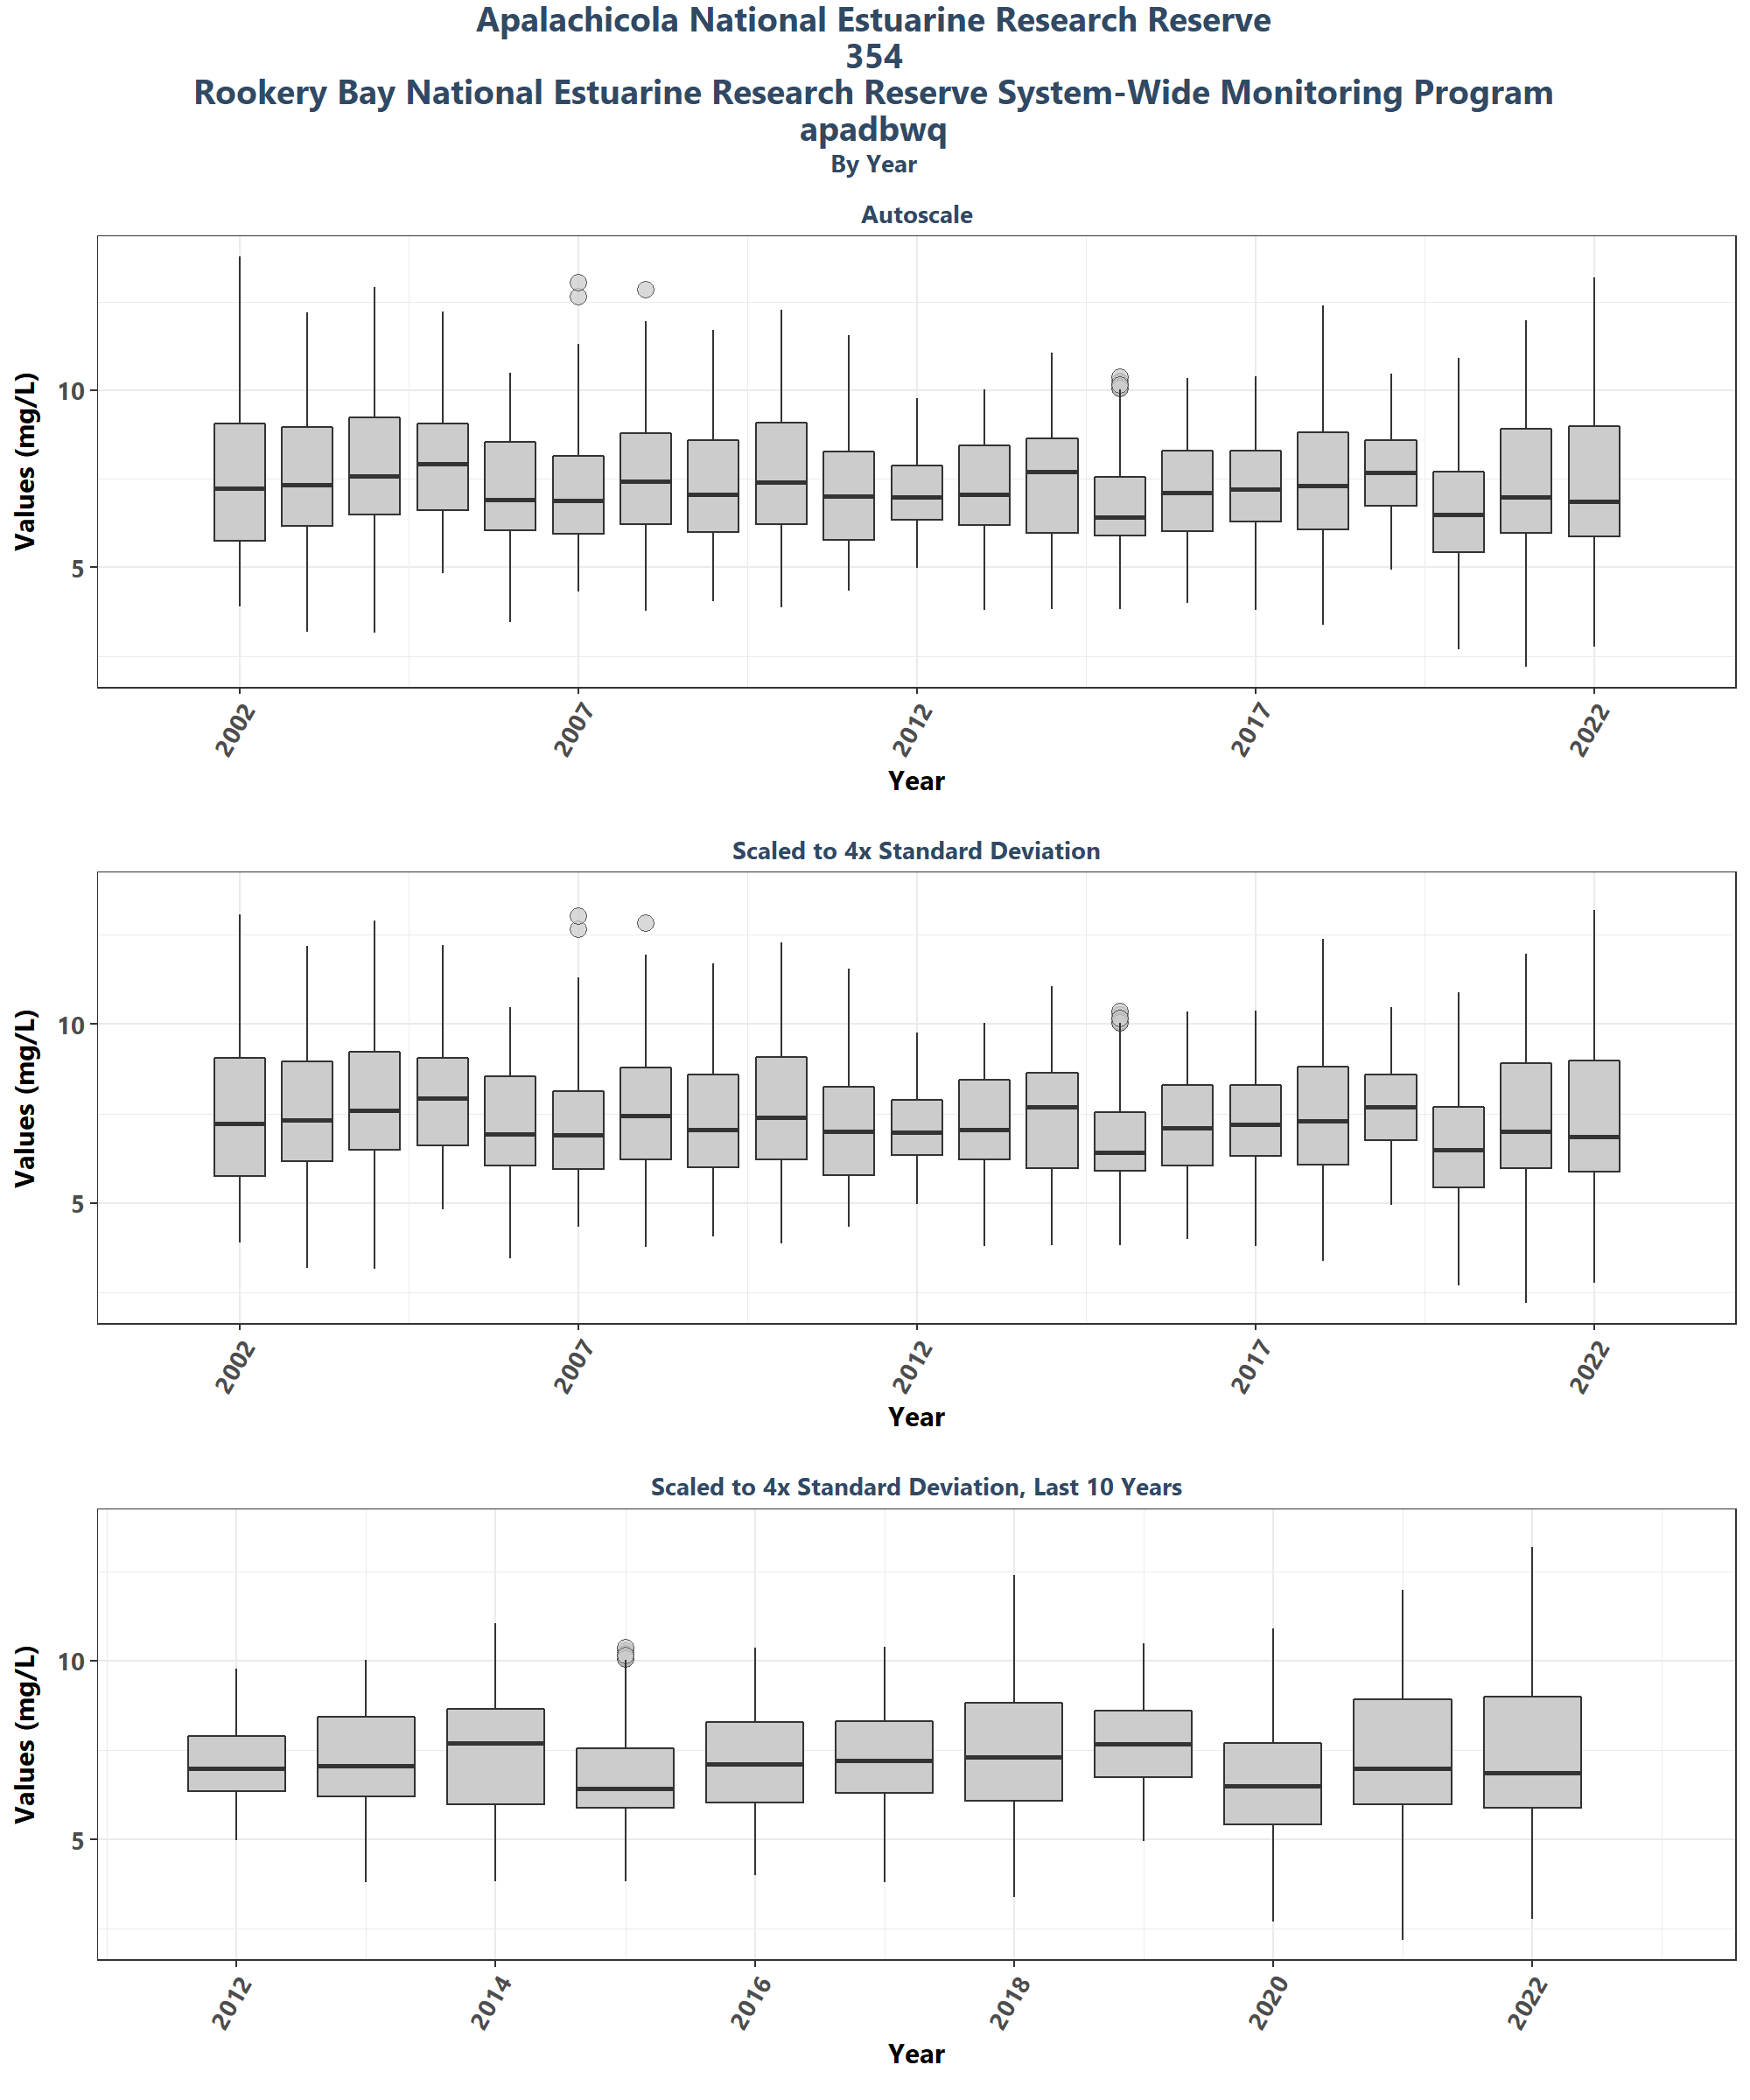 Apalachicola National Estuarine Research Reserve
354
Rookery Bay National Estuarine Research Reserve System-Wide Monitoring Program
apadbwq
By Year
Autoscale
Values (mg/L)
10
5
2002 2007 2012 2017 2022
Year
Scaled to 4x Standard Deviation
Values (mg/L)
10
5
2002 2007 2012 2017 2022
Year
Scaled to 4x Standard Deviation, Last 10 Years
Values (mg/L)
10
5
2012 2014 2016 2018 2020 2022
Year